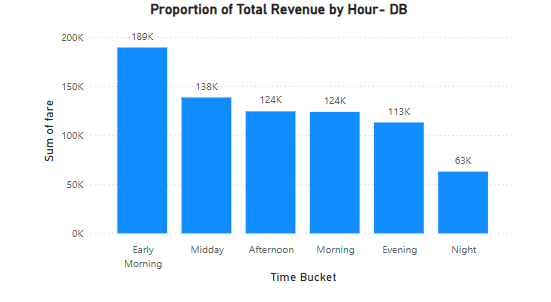 Proportion of Total Revenue by Hour- DB
200K
150K
100K
50K
0K
Sum of fare
189K
138K
124K
124K
113K
63K
Early
Morning
Midday
Afternoon
Morning
Evening
Night
Time Bucket